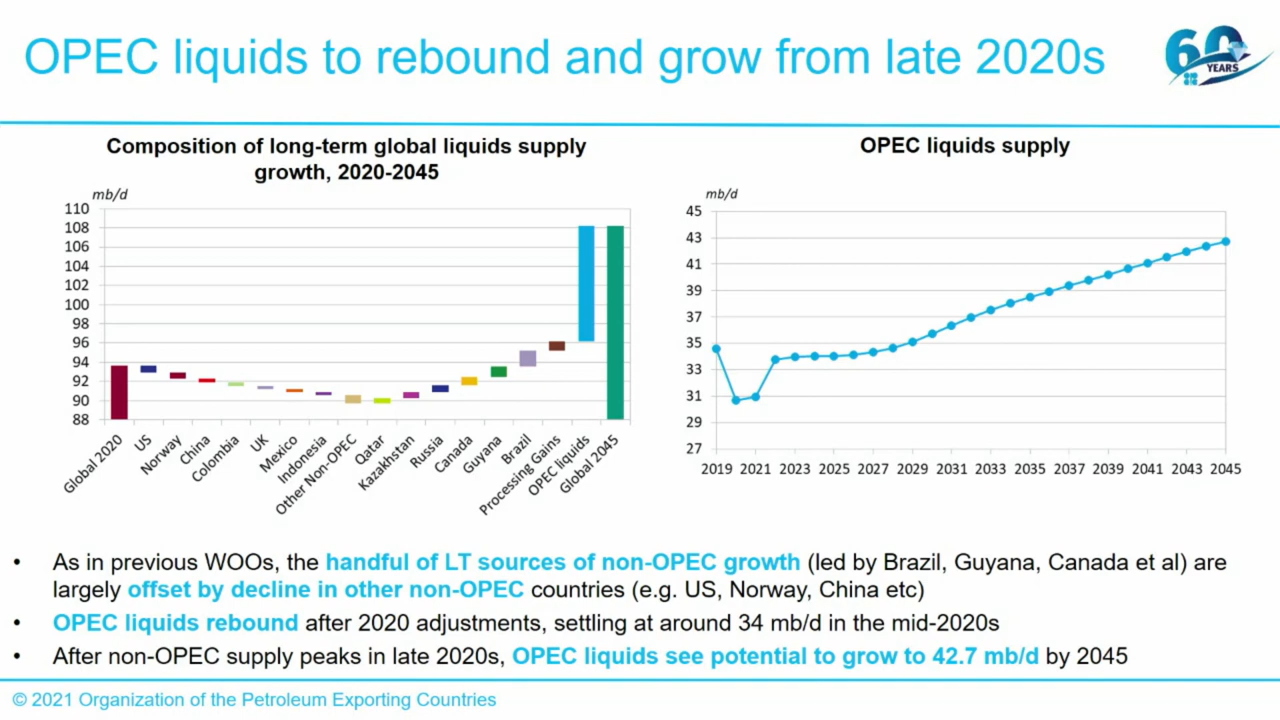 OPEC liquids to rebound and grow from late 2020s
60
YEARS
Composition of long-term global liquids supply
growth, 2020-2045
mb/d
110
108
106
104
102
100
98
96
94
92
90
88
Global 2020
US
Norway
China
Colombia
UK
Mexico
Indonesia
Other Non-OPEC
Qatar
Kazakhstan
Russia
Canada
Guyana
Brazil
Processing Gains
OPEC liquids
Global 2045
OPEC liquids supply
mb/d
45
43
41
39
37
35
33
31
29
27
2019 2021 2023 2025 2027 2029 2031 2033 2035 2037 2039 2041 2043 2045
• As in previous WOOs, the handful of LT sources of non-OPEC growth (led by Brazil, Guyana, Canada et al) are
largely offset by decline in other non-OPEC countries (e.g. US, Norway, China etc)
• OPEC liquids rebound after 2020 adjustments, settling at around 34 mb/d in the mid-2020s
• After non-OPEC supply peaks in late 2020s, OPEC liquids see potential to grow to 42.7 mb/d by 2045
© 2021 Organization of the Petroleum Exporting Countries